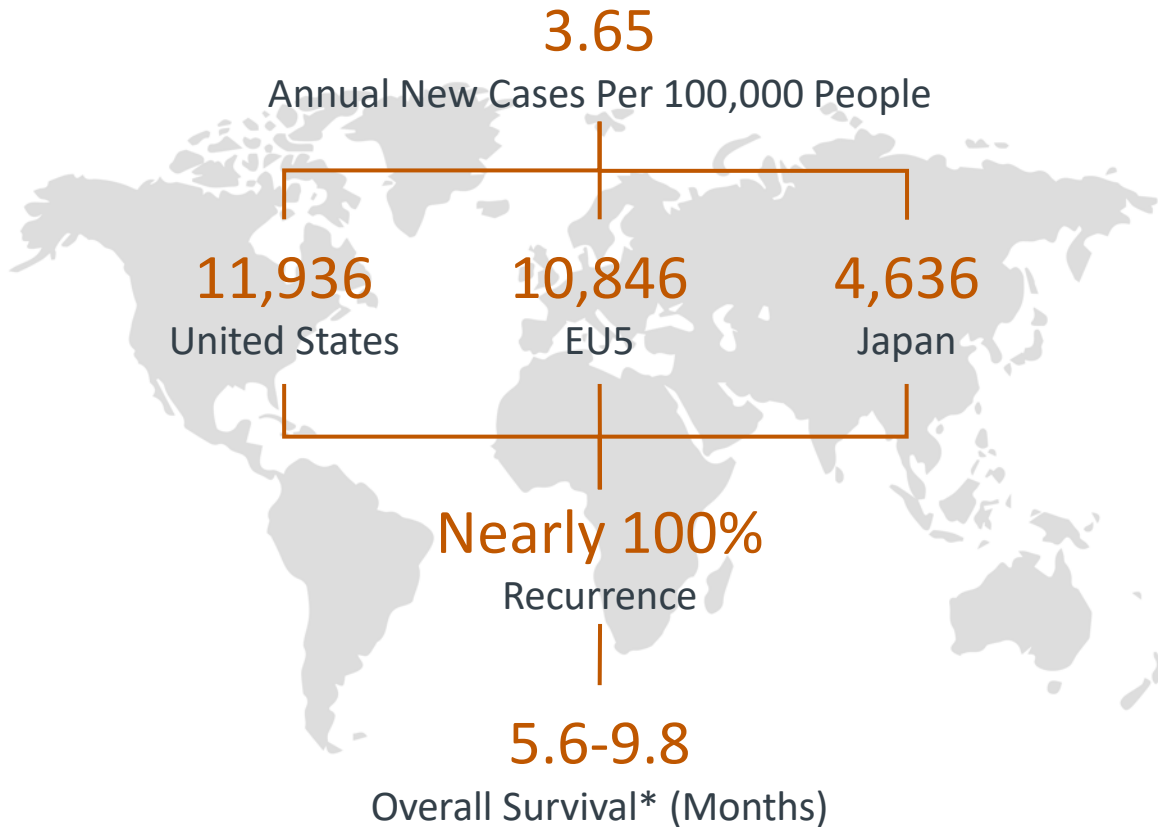 3.65
Annual New Cases Per 100,000 People
11,936
United States
10,846
EU5
4,636
Japan
Nearly 100%
Recurrence
5.6-9.8
Overall Survival* (Months)